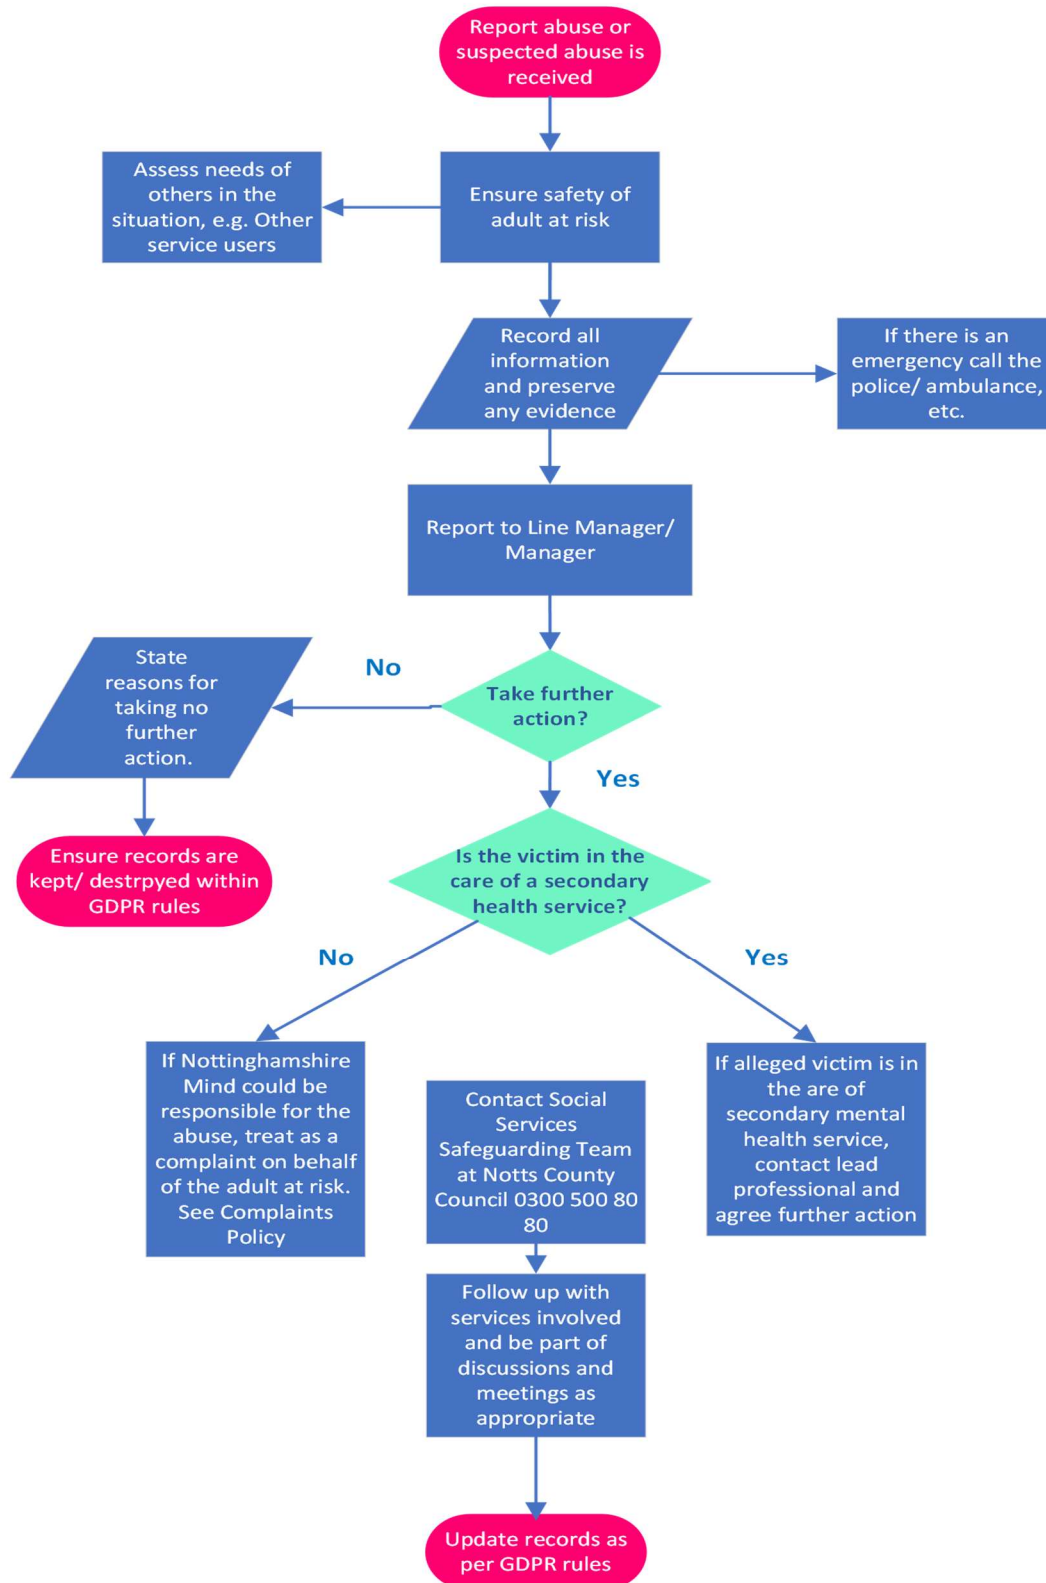 Report abuse or
suspected abuse is
received
Assess needs of
others in the
situation, e.g. Other
service users
Ensure safety of
adult at risk
Record all
information
and preserve
any evidence
If there is an
emergency call the
police/ ambulance,
etc.
Report to Line Manager/
Manager
State
reasons for
taking no
further
action.
No
Take further
action?
Yes
Ensure records are
kept/ destrpyed within
GDPR rules
Is the victim in the
care of a secondary
health service?
No
Yes
If Nottinghamshire
Mind could be
responsible for the
abuse, treat as a
complaint on behalf
of the adult at risk.
See Complaints
Policy
Contact Social
Services
Safeguarding Team
at Notts County
Council 0300 500 80
80
If alleged victim is in
the are of
secondary mental
health service,
contact lead
professional and
agree further action
Follow up with
services involved
and be part of
discussions and
meetings as
appropriate
Update records as
per GDPR rules